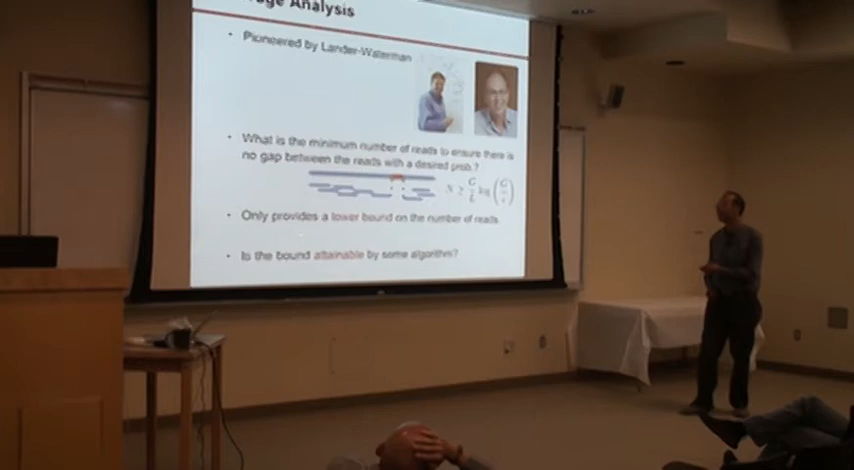 Analysis
• Pioneered by Lander-Waterman
• What is the minimum number of reads to ensure there is
no gap between the reads with a desired prob.?
• Only provides a lower bound on the number of reads.
• Is the bound attainable by some algorithm?